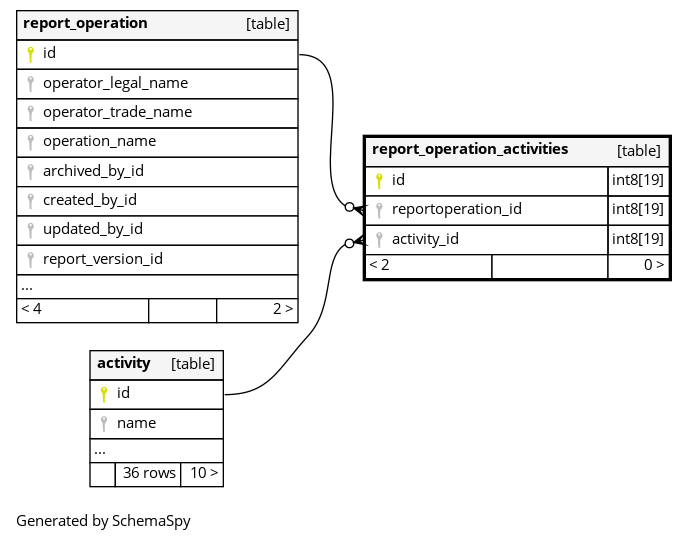 report_operation [table]
id
operator_legal_name
operator_trade_name
operation_name
archived_by_id
created_by_id
updated_by_id
report_version_id
...
< 4 2 >
report_operation_activities [table]
id int8[19]
reportoperation_id int8[19]
activity_id int8[19]
< 2 0 >
activity [table]
id
name
...
36 rows 10 >
Generated by SchemaSpy